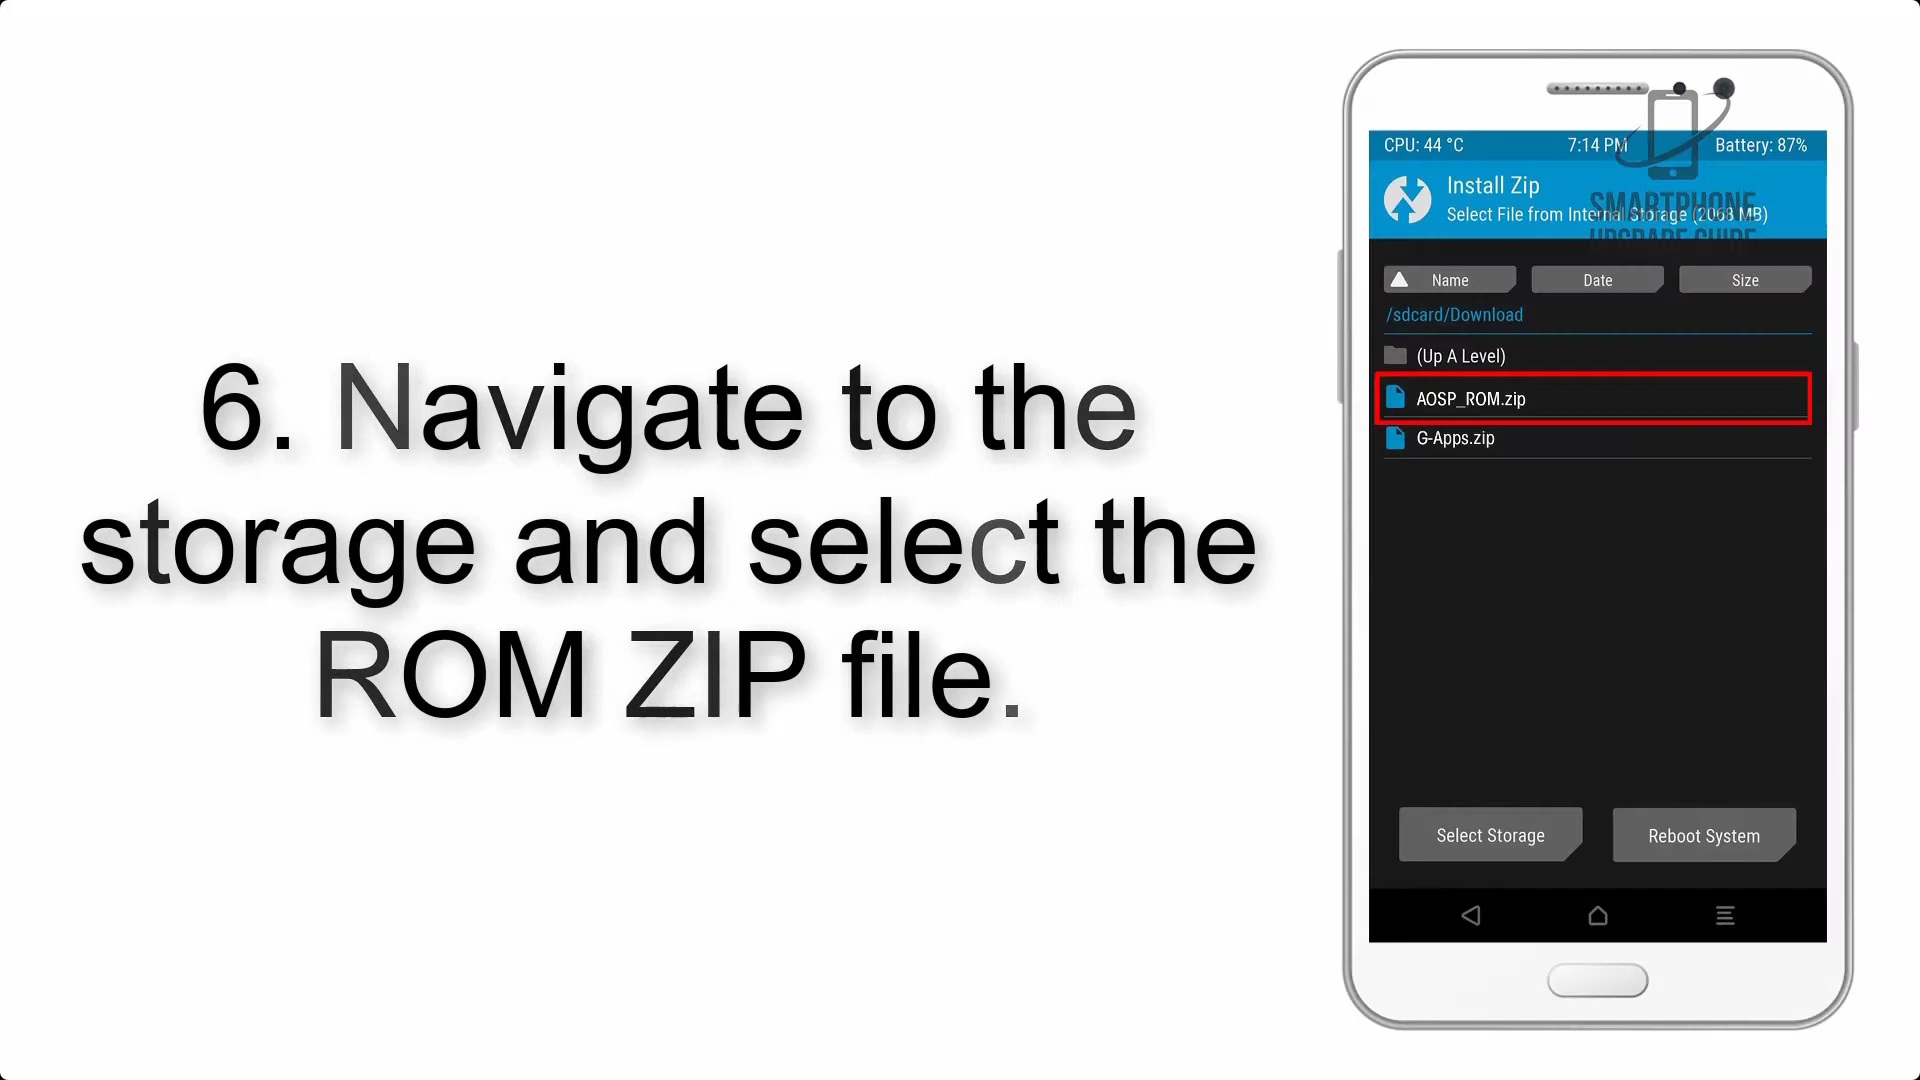 6. Navigate to the
storage and select the
ROM ZIP file.
CPU: 44 °C 7:14 PM Battery: 87%
Install Zip
Select File from Internal Storage (2068 MB)
SMARTPHONE
UPGRADE GUIDE
Name Date Size
/sdcard/Download
(Up A Level)
AOSP_ROM.zip
G-Apps.zip
Select Storage Reboot System